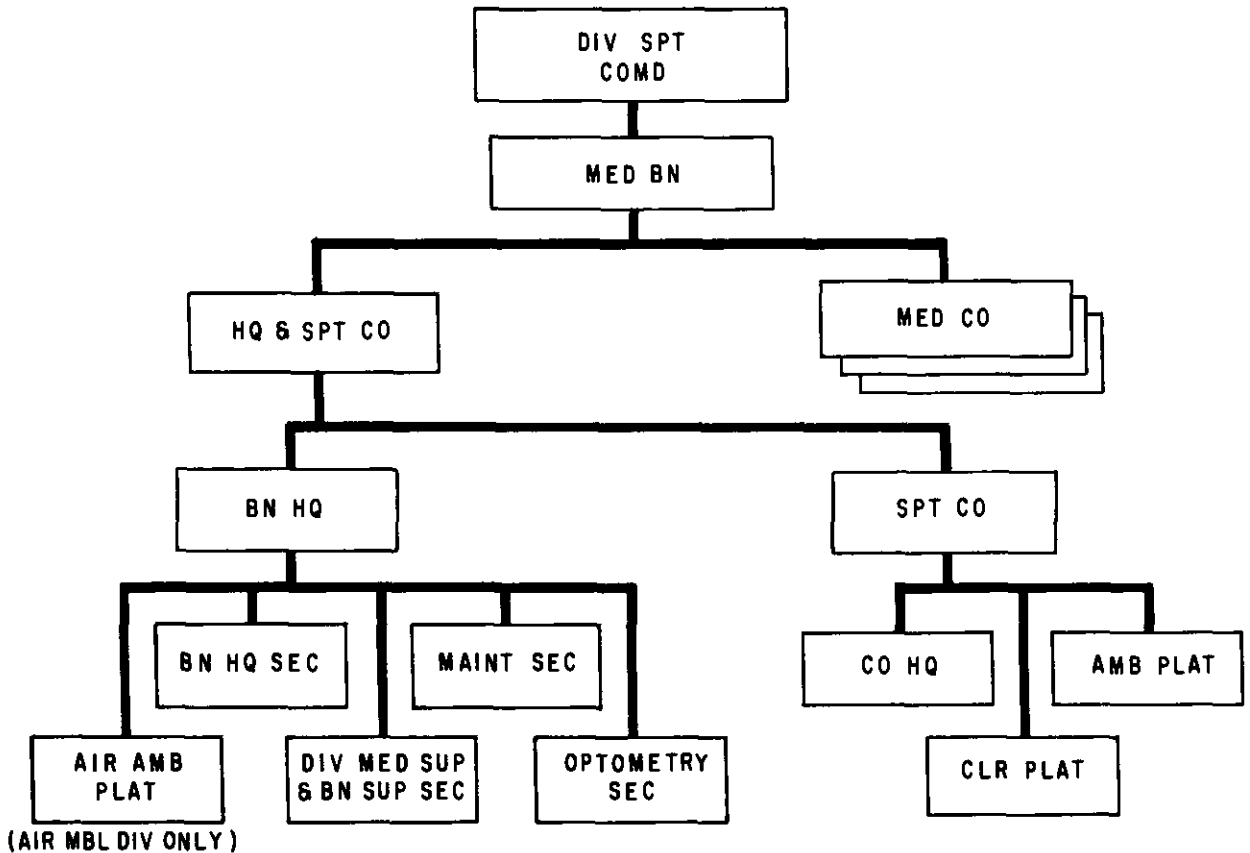 DIV SPT
COMD
MED BN
HQ & SPT CO
MED CO
BN HQ
SPT CO
BN HQ SEC
MAINT SEC
CO HQ
AMB PLAT
AIR AMB
PLAT
(AIR MBL DIV ONLY)
DIV MED SUP
& BN SUP SEC
OPTOMETRY
SEC
CLR PLAT